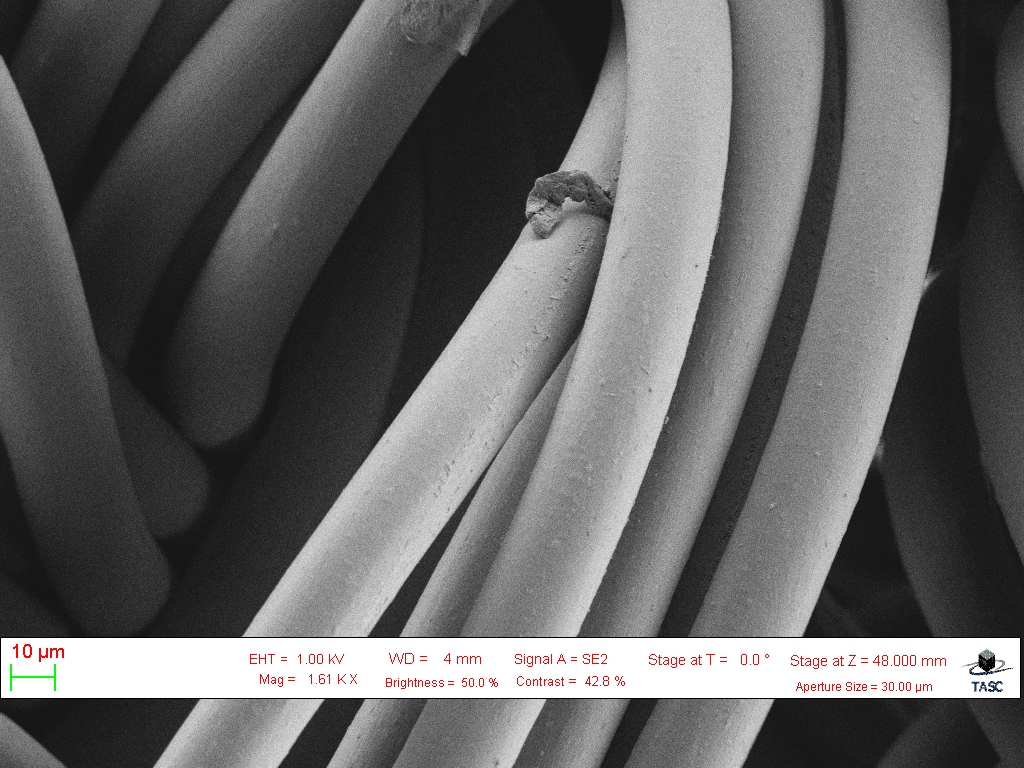 10 µm
EHT = 1.00 kV WD = 4 mm Signal A = SE2 Stage at T = 0.0 ° Stage at Z = 48.000 mm
Mag = 1.61 K X Brightness = 50.0 % Contrast = 42.8 % Aperture Size = 30.00 µm
TASC